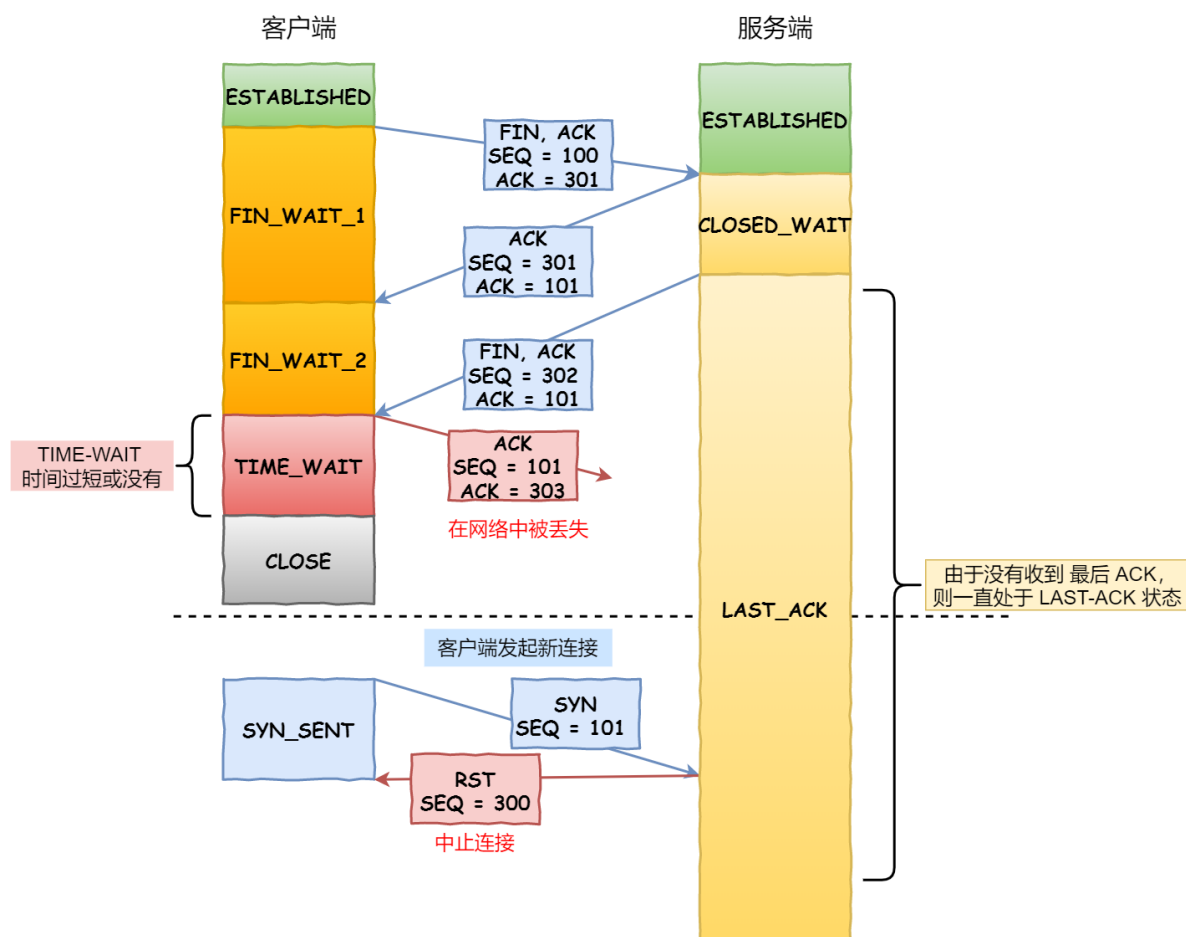 客户端
服务端
ESTABLISHED
ESTABLISHED
FIN, ACK
SEQ = 100
ACK = 301
FIN_WAIT_1
CLOSED_WAIT
ACK
SEQ = 301
ACK = 101
FIN_WAIT_2
FIN, ACK
SEQ = 302
ACK = 101
TIME-WAIT
时间过短或没有
TIME_WAIT
ACK
SEQ = 101
ACK = 303
在网络中被丢失
CLOSE
LAST_ACK
由于没有收到 最后 ACK，
则一直处于 LAST-ACK 状态
客户端发起新连接
SYN_SENT
SYN
SEQ = 101
RST
SEQ = 300
中止连接